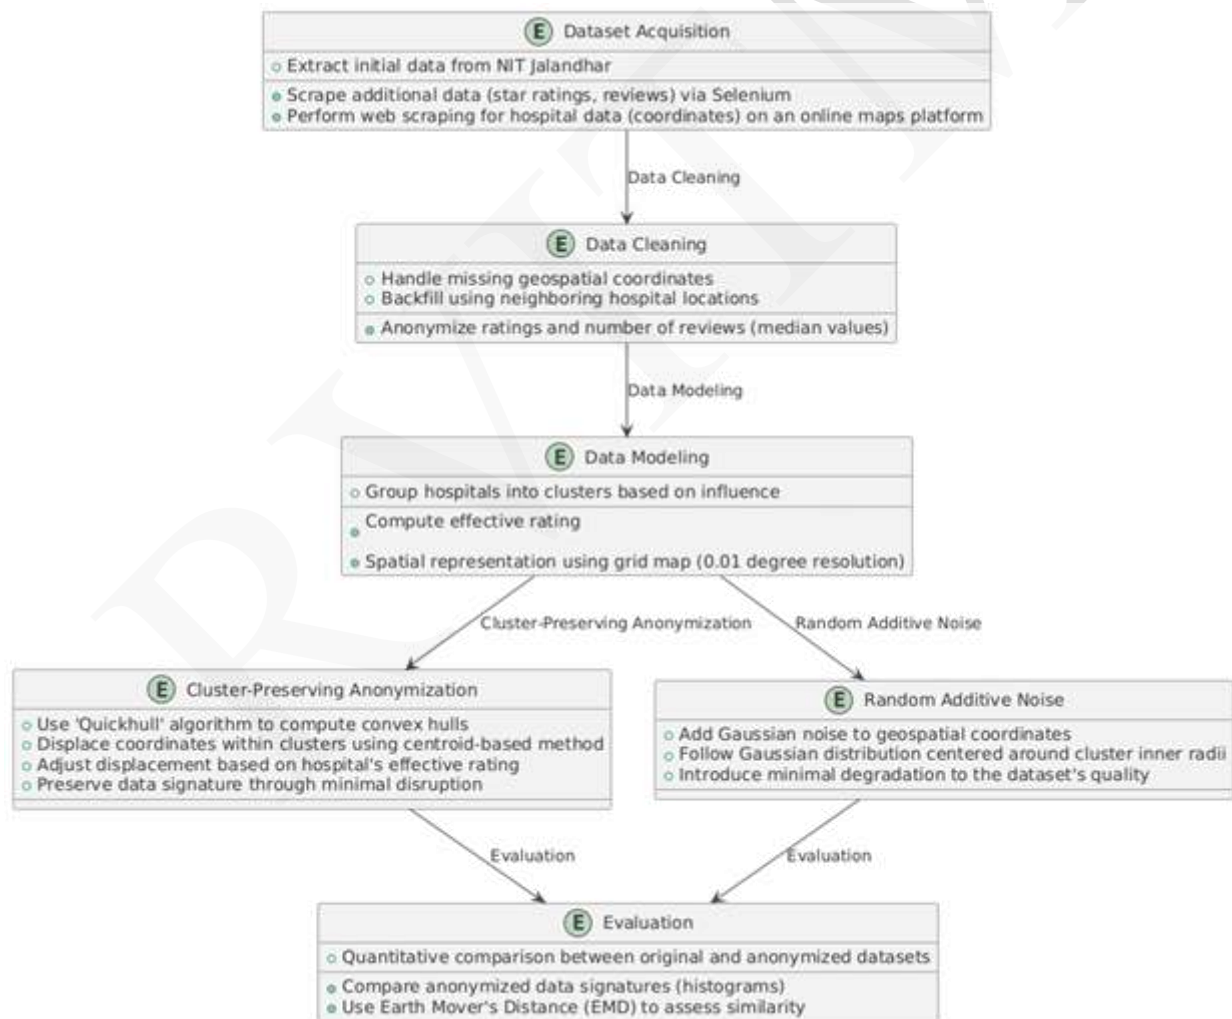 E Dataset Acquisition
Extract initial data from NIT Jalandhar
Scrape additional data (star ratings, reviews) via Selenium
Perform web scraping for hospital data (coordinates) on an online maps platform
Data Cleaning
E Data Cleaning
Handle missing geospatial coordinates
Backfill using neighboring hospital locations
Anonymize ratings and number of reviews (median values)
Data Modeling
E Data Modeling
Group hospitals into clusters based on influence
Compute effective rating
Spatial representation using grid map (0.01 degree resolution)
Cluster-Preserving Anonymization
Random Additive Noise
E Cluster-Preserving Anonymization
Use 'Quickhull' algorithm to compute convex hulls
Displace coordinates within clusters using centroid-based method
Adjust displacement based on hospital's effective rating
Preserve data signature through minimal disruption
E Random Additive Noise
Add Gaussian noise to geospatial coordinates
Follow Gaussian distribution centered around cluster inner radii
Introduce minimal degradation to the dataset's quality
Evaluation
Evaluation
E Evaluation
Quantitative comparison between original and anonymized datasets
Compare anonymized data signatures (histograms)
Use Earth Mover's Distance (EMD) to assess similarity